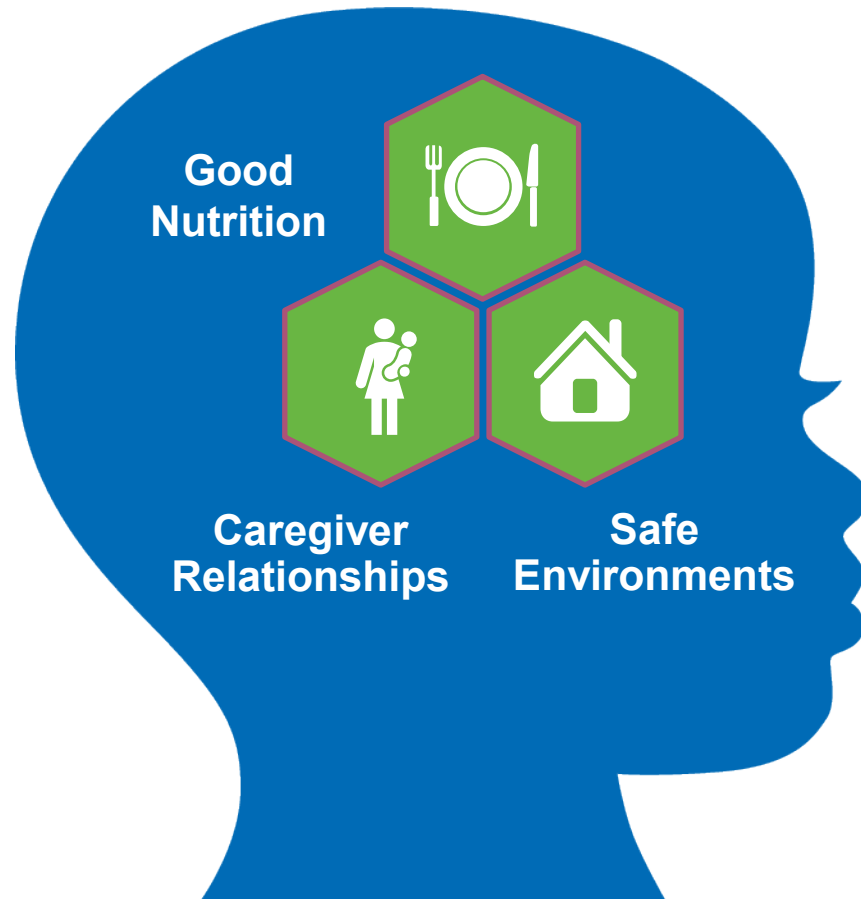 Good
Nutrition
Caregiver
Relationships
Safe
Environments